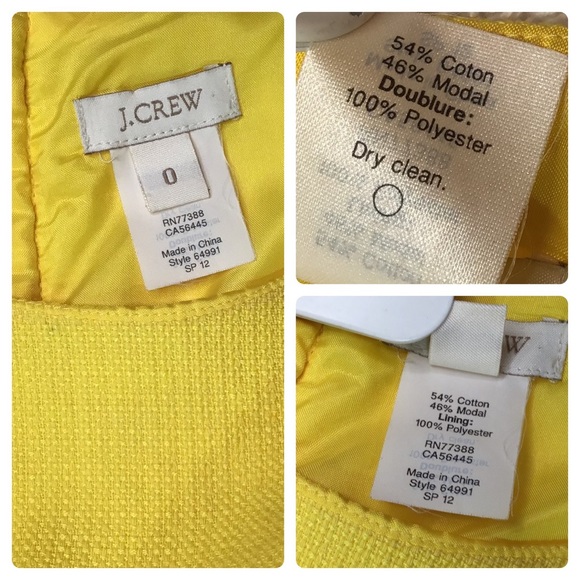 J.CREW
0
RN77388
CA56445
Made in China
Style 64991
SP 12
54% Coton
46% Modal
Doublure:
100% Polyester
Dry clean.
W
54% Cotton
46% Modal
Lining:
100% Polyester
RN77388
CA56445
Made in China
Style 64991
SP 12